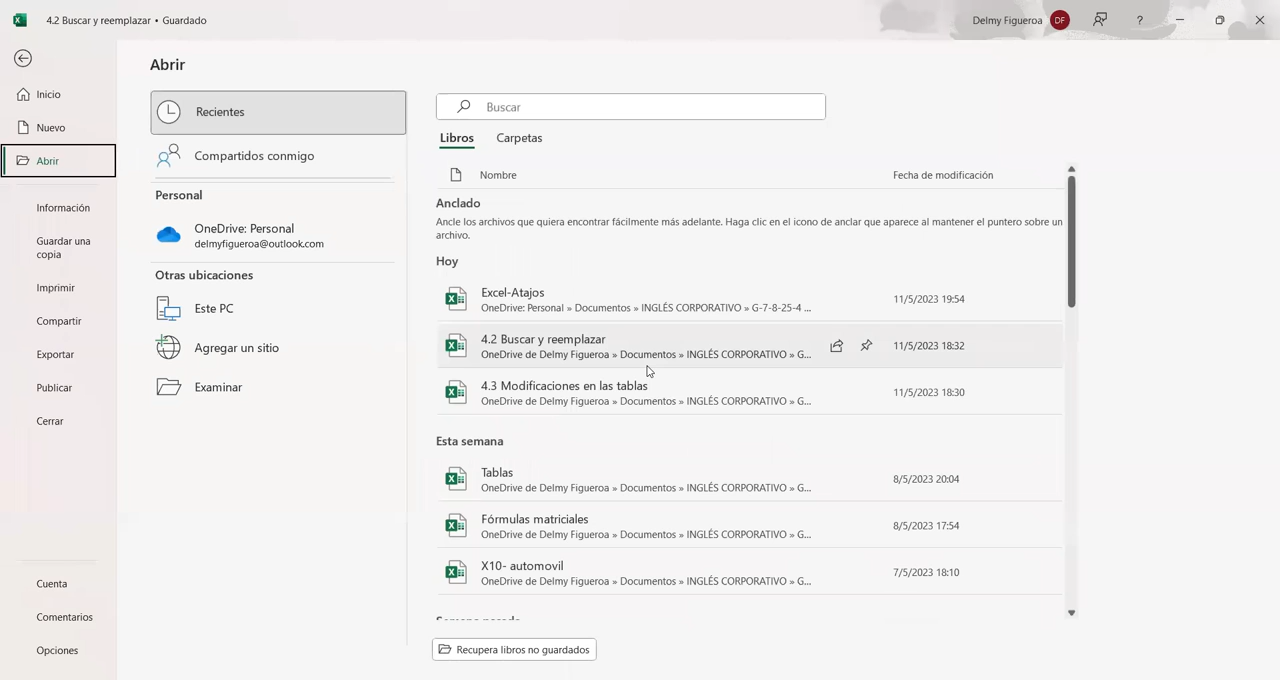 4.2 Buscar y reemplazar • Guardado
Delmy Figueroa DF ?
Inicio
Nuevo
Abrir
Información
Guardar una
copia
Imprimir
Compartir
Exportar
Publicar
Cerrar
Cuenta
Comentarios
Opciones
Abrir
Recientes
Compartidos conmigo
Personal
OneDrive: Personal
delmyfigueroa@outlook.com
Otras ubicaciones
Este PC
Agregar un sitio
Examinar
Buscar
Libros Carpetas
Nombre Fecha de modificación
Anclado
Ancle los archivos que quiera encontrar fácilmente más adelante. Haga clic en el icono de anclar que aparece al mantener el puntero sobre un
archivo.
Hoy
Excel-Atajos
OneDrive: Personal » Documentos » INGLÉS CORPORATIVO » G-7-8-25-4 ...
11/5/2023 19:54
4.2 Buscar y reemplazar
OneDrive de Delmy Figueroa » Documentos » INGLÉS CORPORATIVO » G...
11/5/2023 18:32
4.3 Modificaciones en las tablas
OneDrive de Delmy Figueroa » Documentos » INGLÉS CORPORATIVO » G...
11/5/2023 18:30
Esta semana
Tablas
OneDrive de Delmy Figueroa » Documentos » INGLÉS CORPORATIVO » G...
8/5/2023 20:04
Fórmulas matriciales
OneDrive de Delmy Figueroa » Documentos » INGLÉS CORPORATIVO » G...
8/5/2023 17:54
X10- automovil
OneDrive de Delmy Figueroa » Documentos » INGLÉS CORPORATIVO » G...
7/5/2023 18:10
Semana pasada
Recupera libros no guardados